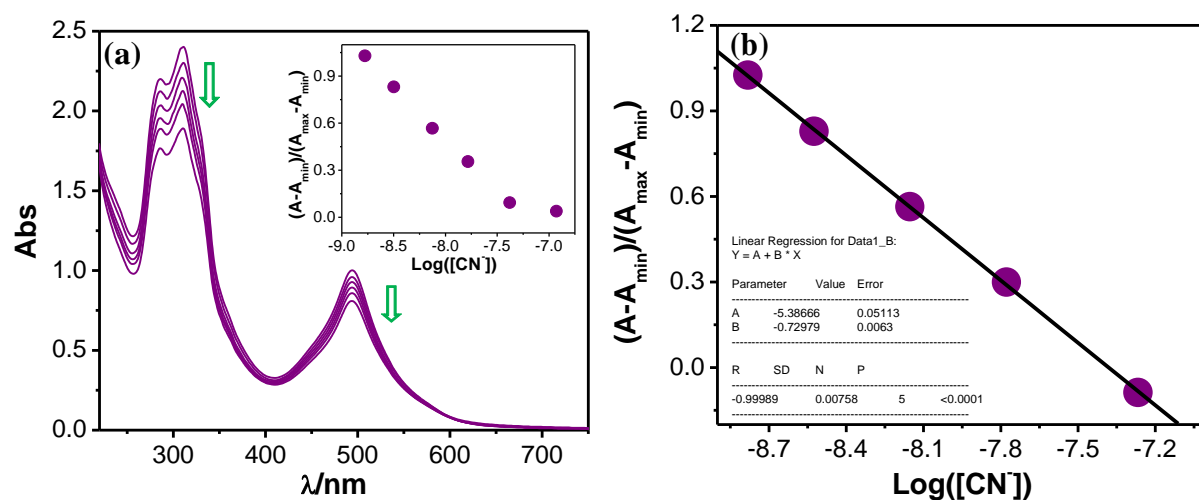 (a)
2.5
2.0
1.5
1.0
0.5
0.0
Abs
300 400 500 600 700
λ/nm
(A-A_min)/(A_max-A_min)
0.9
0.6
0.3
0.0
-9.0 -8.5 -8.0 -7.5 -7.0
Log([CN⁻])
(b)
1.2
0.9
0.6
0.3
0.0
(A-A_min)/(A_max-A_min)
Linear Regression for Data1_B:
Y = A + B * X
Parameter Value Error
------------------------------------------------------------
A -5.38666 0.05113
B -0.72979 0.0063
------------------------------------------------------------
R SD N P
------------------------------------------------------------
-0.99989 0.00758 5 <0.0001
------------------------------------------------------------
-8.7 -8.4 -8.1 -7.8 -7.5 -7.2
Log([CN⁻])